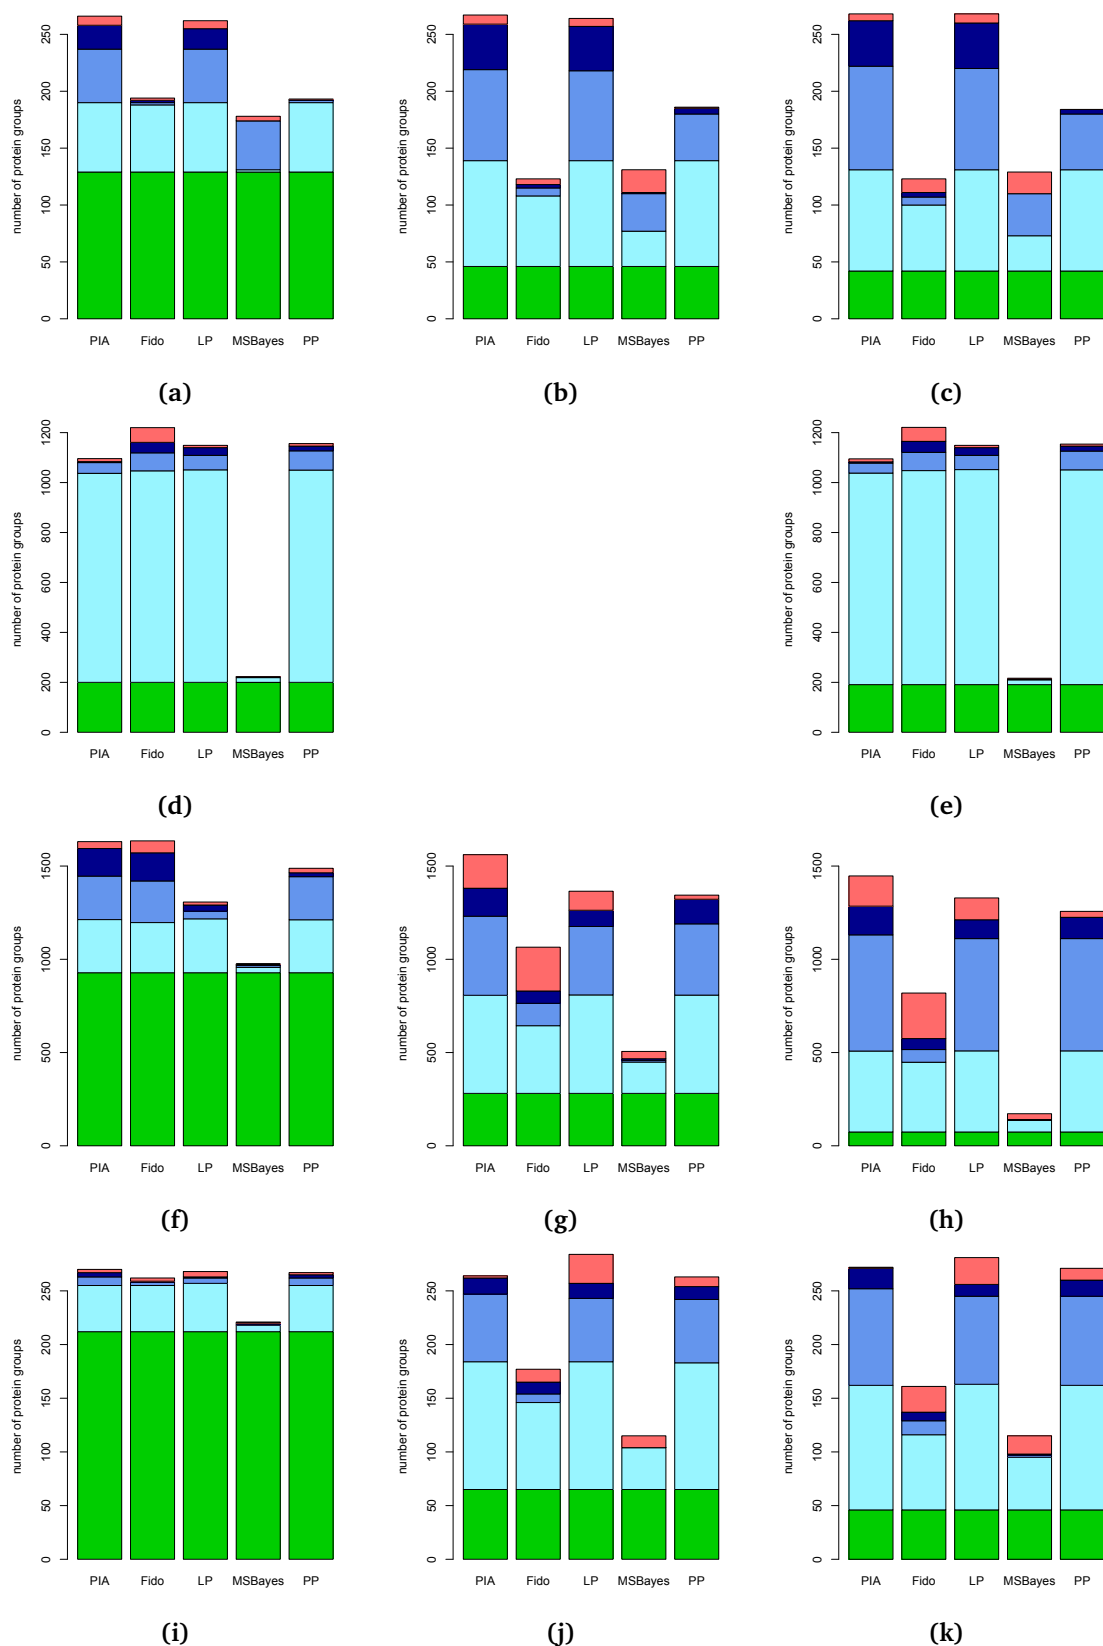 number of protein groups
250
200
150
100
50
0
PIA Fido LP MSBayes PP
(a)
number of protein groups
250
200
150
100
50
0
PIA Fido LP MSBayes PP
(b)
number of protein groups
250
200
150
100
50
0
PIA Fido LP MSBayes PP
(c)
number of protein groups
1200
1000
800
600
400
200
0
PIA Fido LP MSBayes PP
(d)
number of protein groups
1200
1000
800
600
400
200
0
PIA Fido LP MSBayes PP
(e)
number of protein groups
1500
1000
500
0
PIA Fido LP MSBayes PP
(f)
number of protein groups
1500
1000
500
0
PIA Fido LP MSBayes PP
(g)
number of protein groups
1500
1000
500
0
PIA Fido LP MSBayes PP
(h)
number of protein groups
250
200
150
100
50
0
PIA Fido LP MSBayes PP
(i)
number of protein groups
250
200
150
100
50
0
PIA Fido LP MSBayes PP
(j)
number of protein groups
250
200
150
100
50
0
PIA Fido LP MSBayes PP
(k)